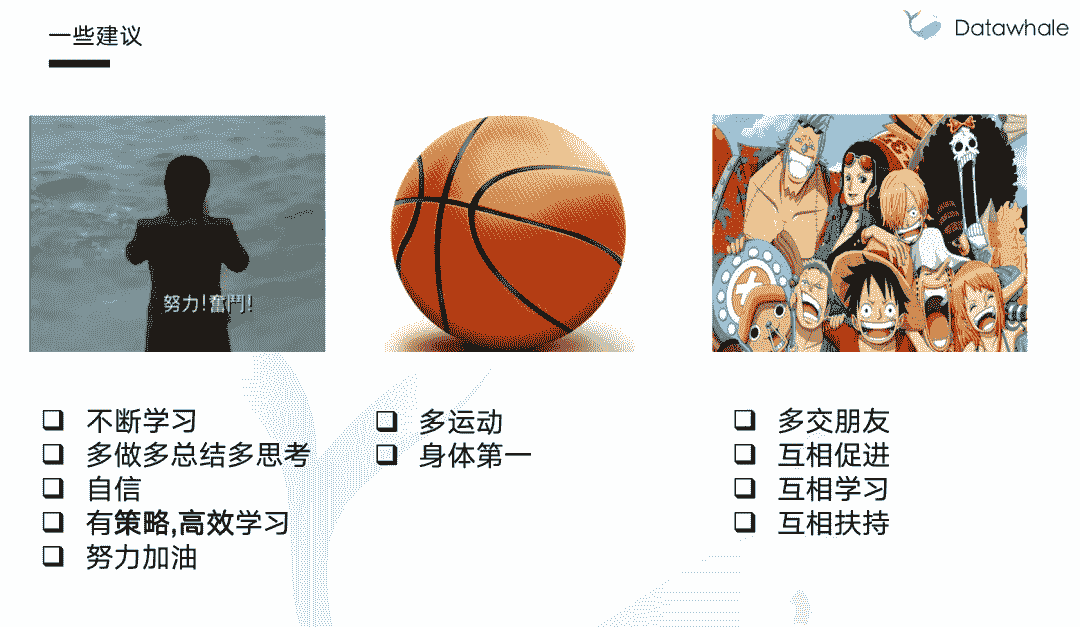 一些建议
Datawhale
努力!奮鬥!
不断学习
多做多总结多思考
自信
有策略,高效学习
努力加油
多运动
身体第一
多交朋友
互相促进
互相学习
互相扶持